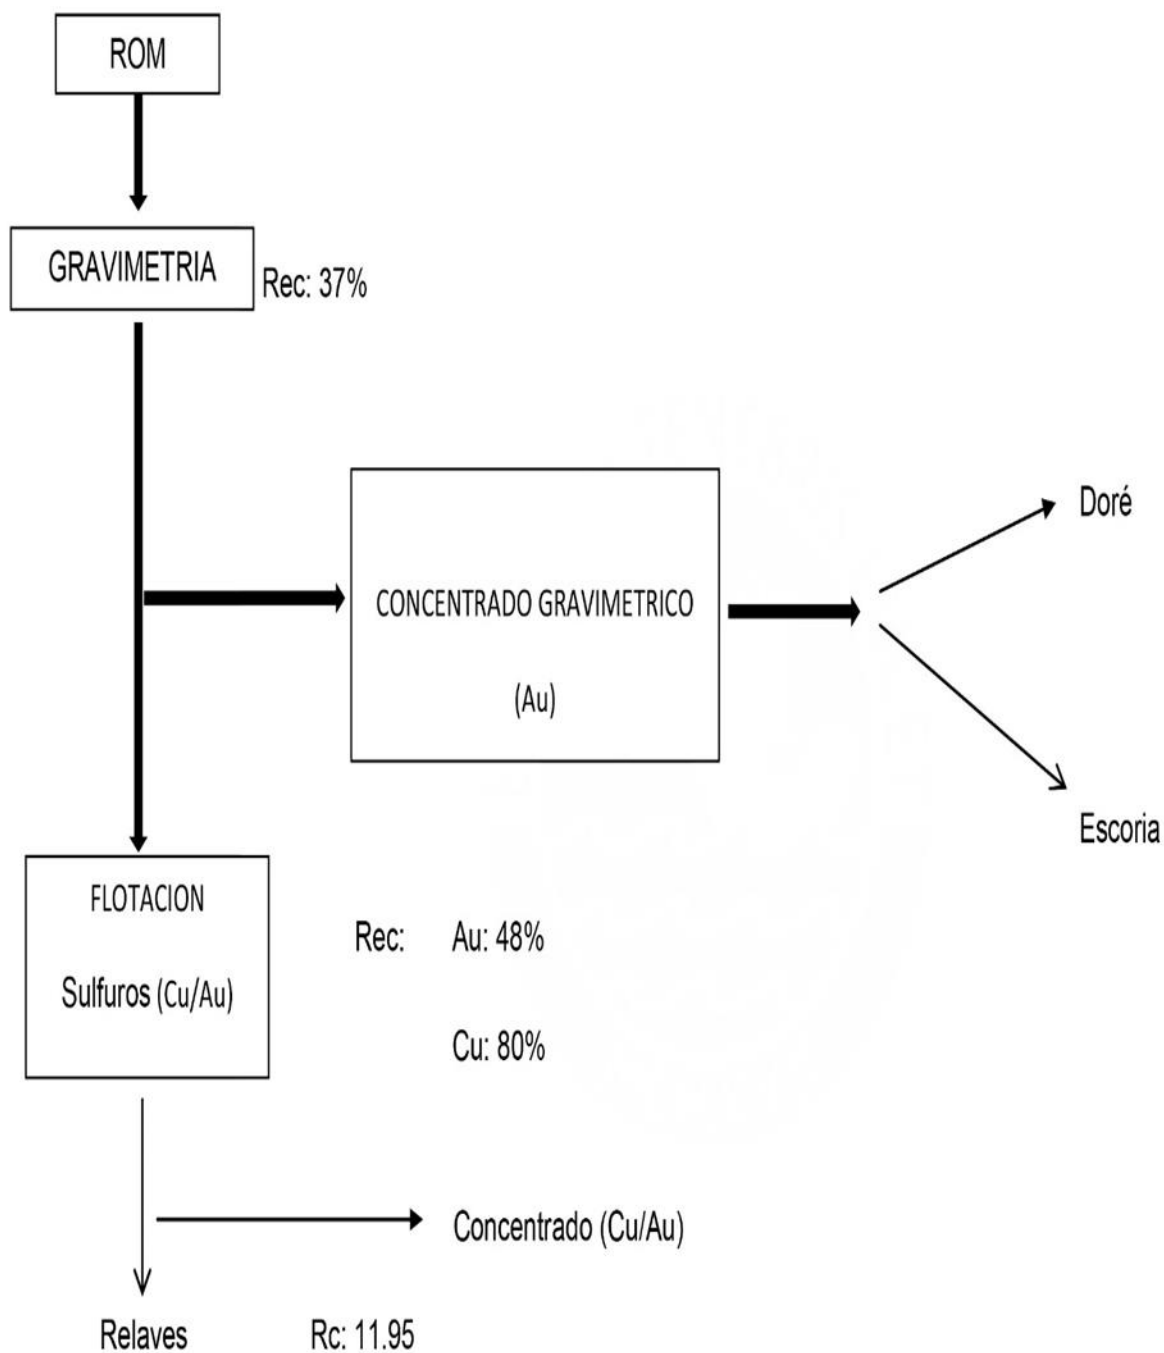 ROM
GRAVIMETRIA
Rec: 37%
CONCENTRADO GRAVIMETRICO
(Au)
Doré
Escoria
FLOTACION
Sulfuros (Cu/Au)
Rec: Au: 48%
Cu: 80%
Concentrado (Cu/Au)
Relaves Rc: 11.95